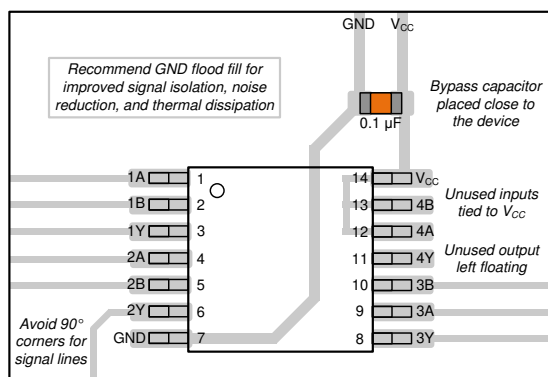 GND VCC
Recommend GND flood fill for
improved signal isolation, noise
reduction, and thermal dissipation
Bypass capacitor
placed close to
the device
0.1 µF
1A 1 14 VCC
1B 2 13 4B
1Y 3 12 4A
2A 4 11 4Y
2B 5 10 3B
2Y 6 9 3A
GND 7 8 3Y
Unused inputs
tied to VCC
Unused output
left floating
Avoid 90°
corners for
signal lines